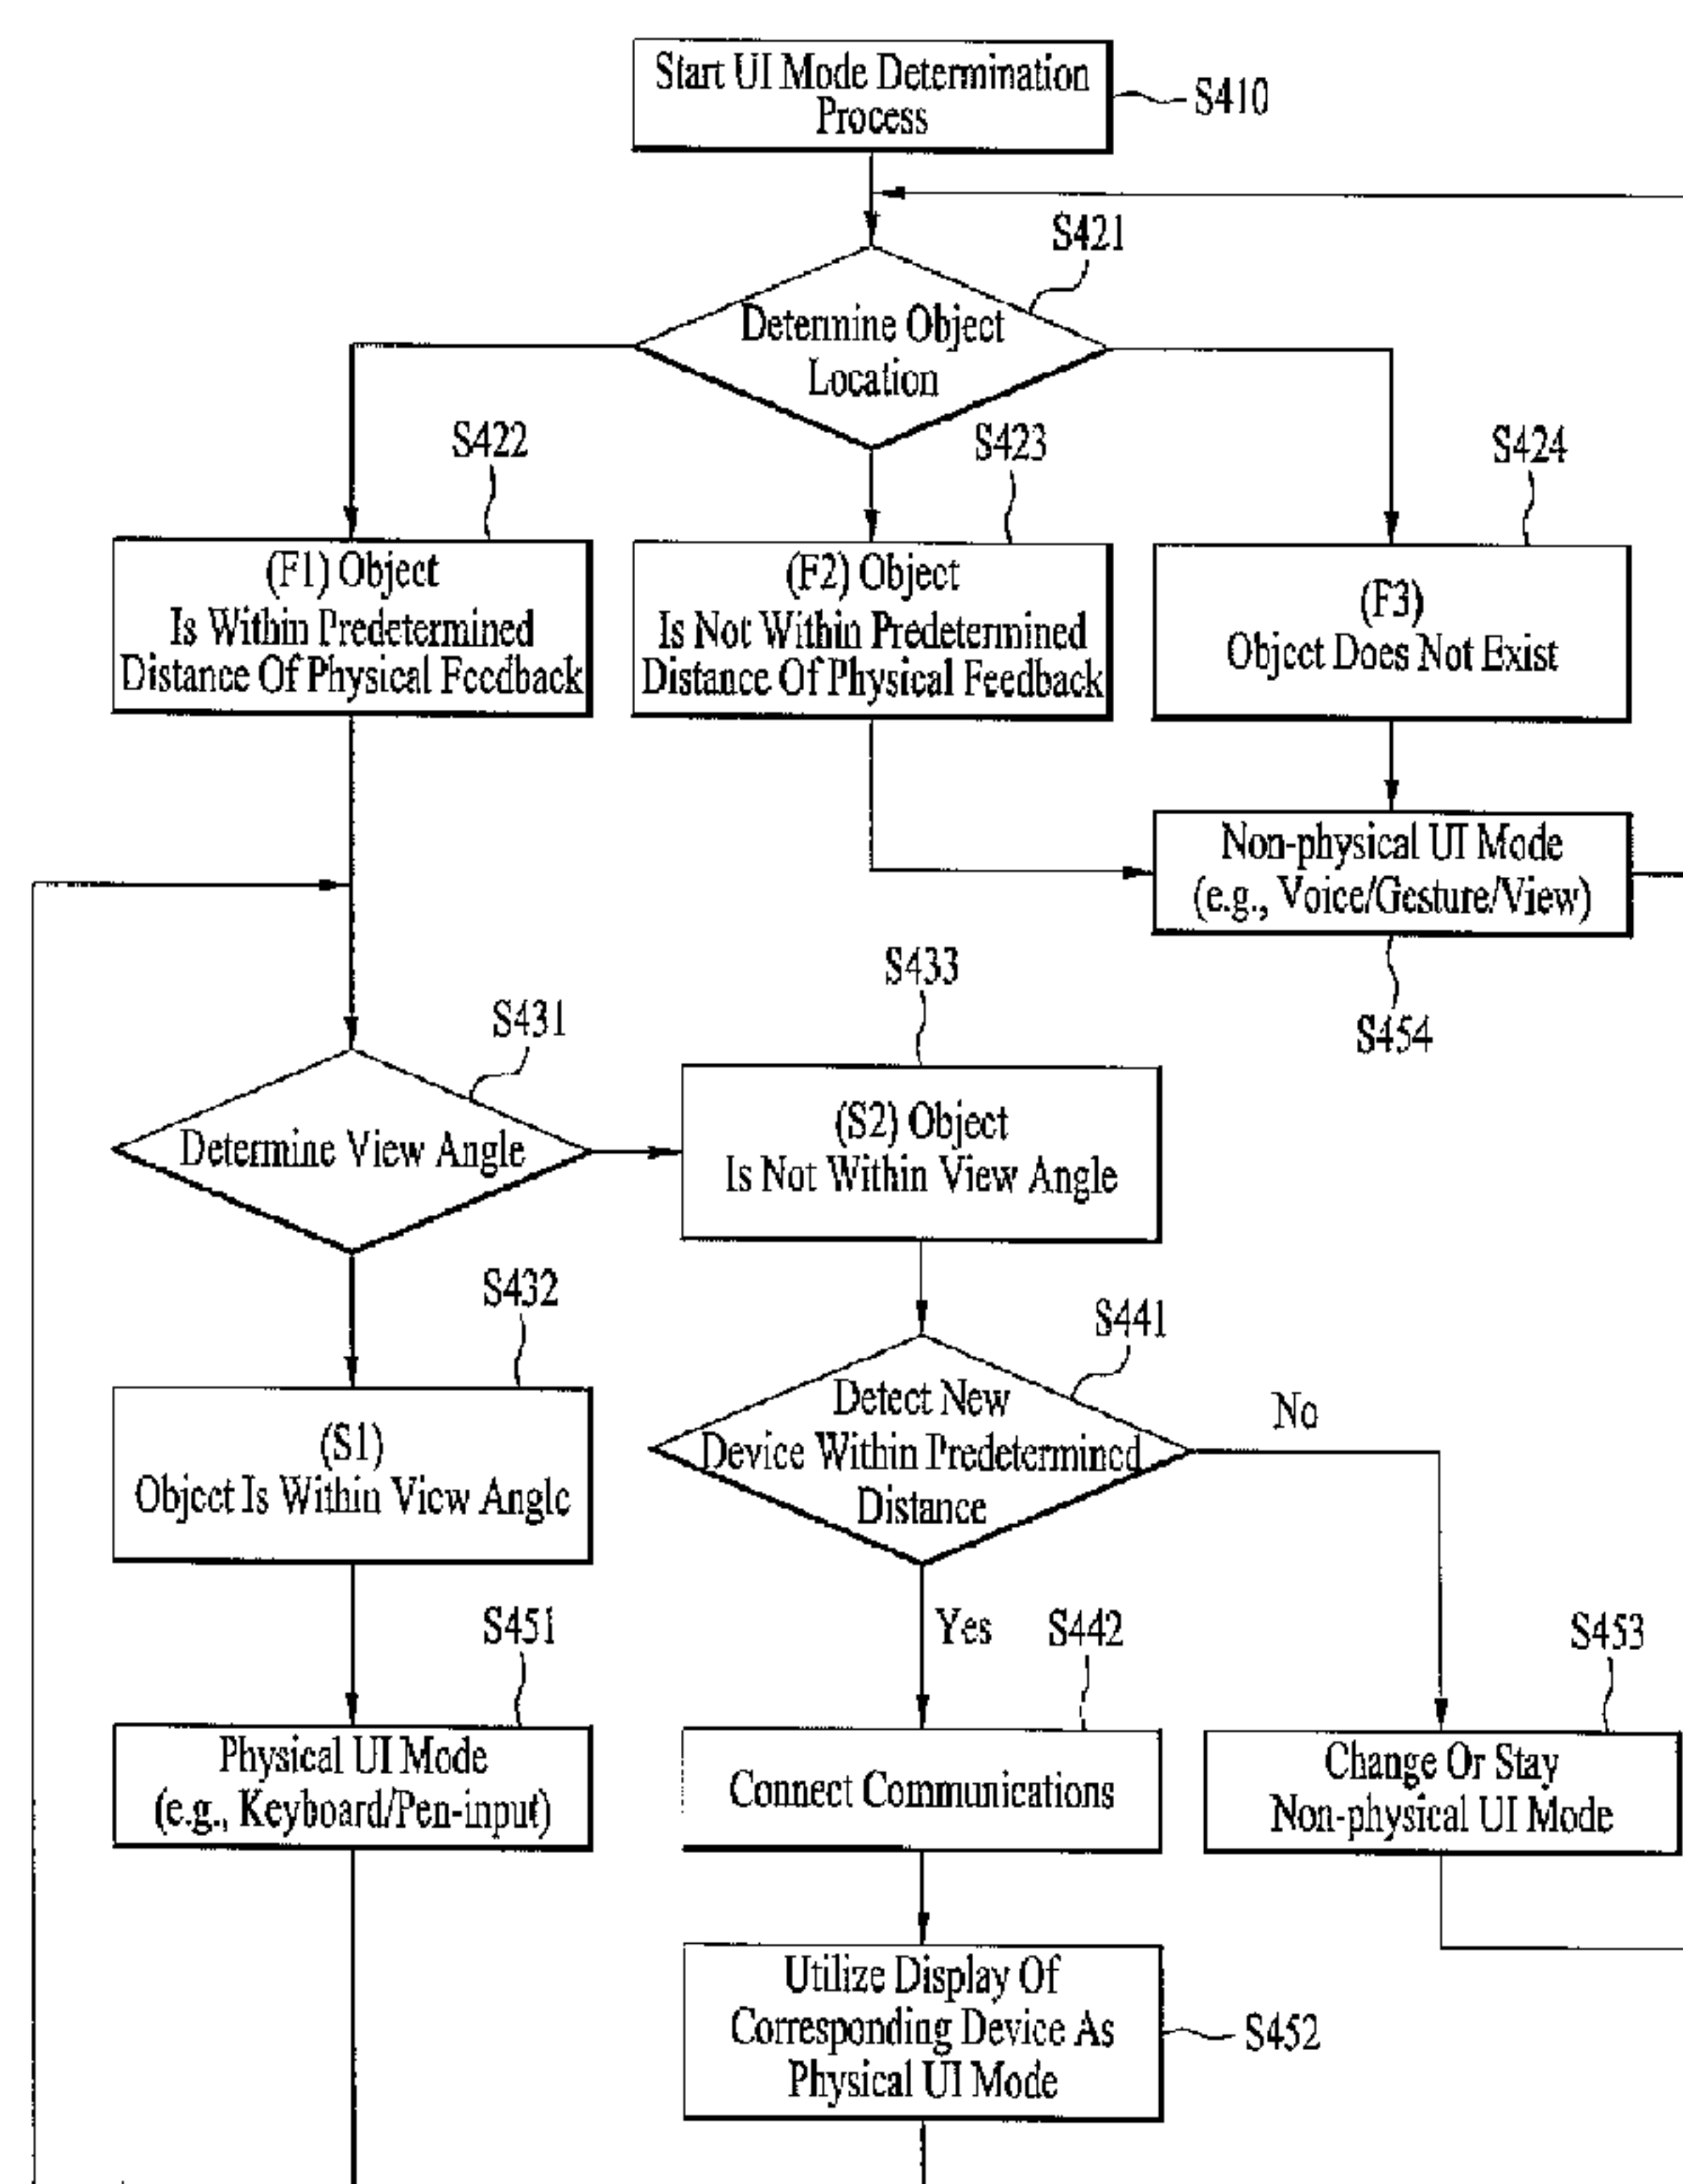 Start UI Mode Determination
Process
S410
S421
Determine Object
Location
S422
S423
S424
(F1) Object
Is Within Predetermined
Distance Of Physical Feedback
(F2) Object
Is Not Within Predetermined
Distance Of Physical Feedback
(F3)
Object Does Not Exist
Non-physical UI Mode
(e.g., Voice/Gesture/View)
S454
S431
Determine View Angle
S433
(S2) Object
Is Not Within View Angle
S432
(S1)
Object Is Within View Angle
S441
Detect New
Device Within Predetermined
Distance
No
Yes
S451
Physical UI Mode
(e.g., Keyboard/Pen-input)
S442
Connect Communications
S453
Change Or Stay
Non-physical UI Mode
Utilize Display Of
Corresponding Device As
Physical UI Mode
S452